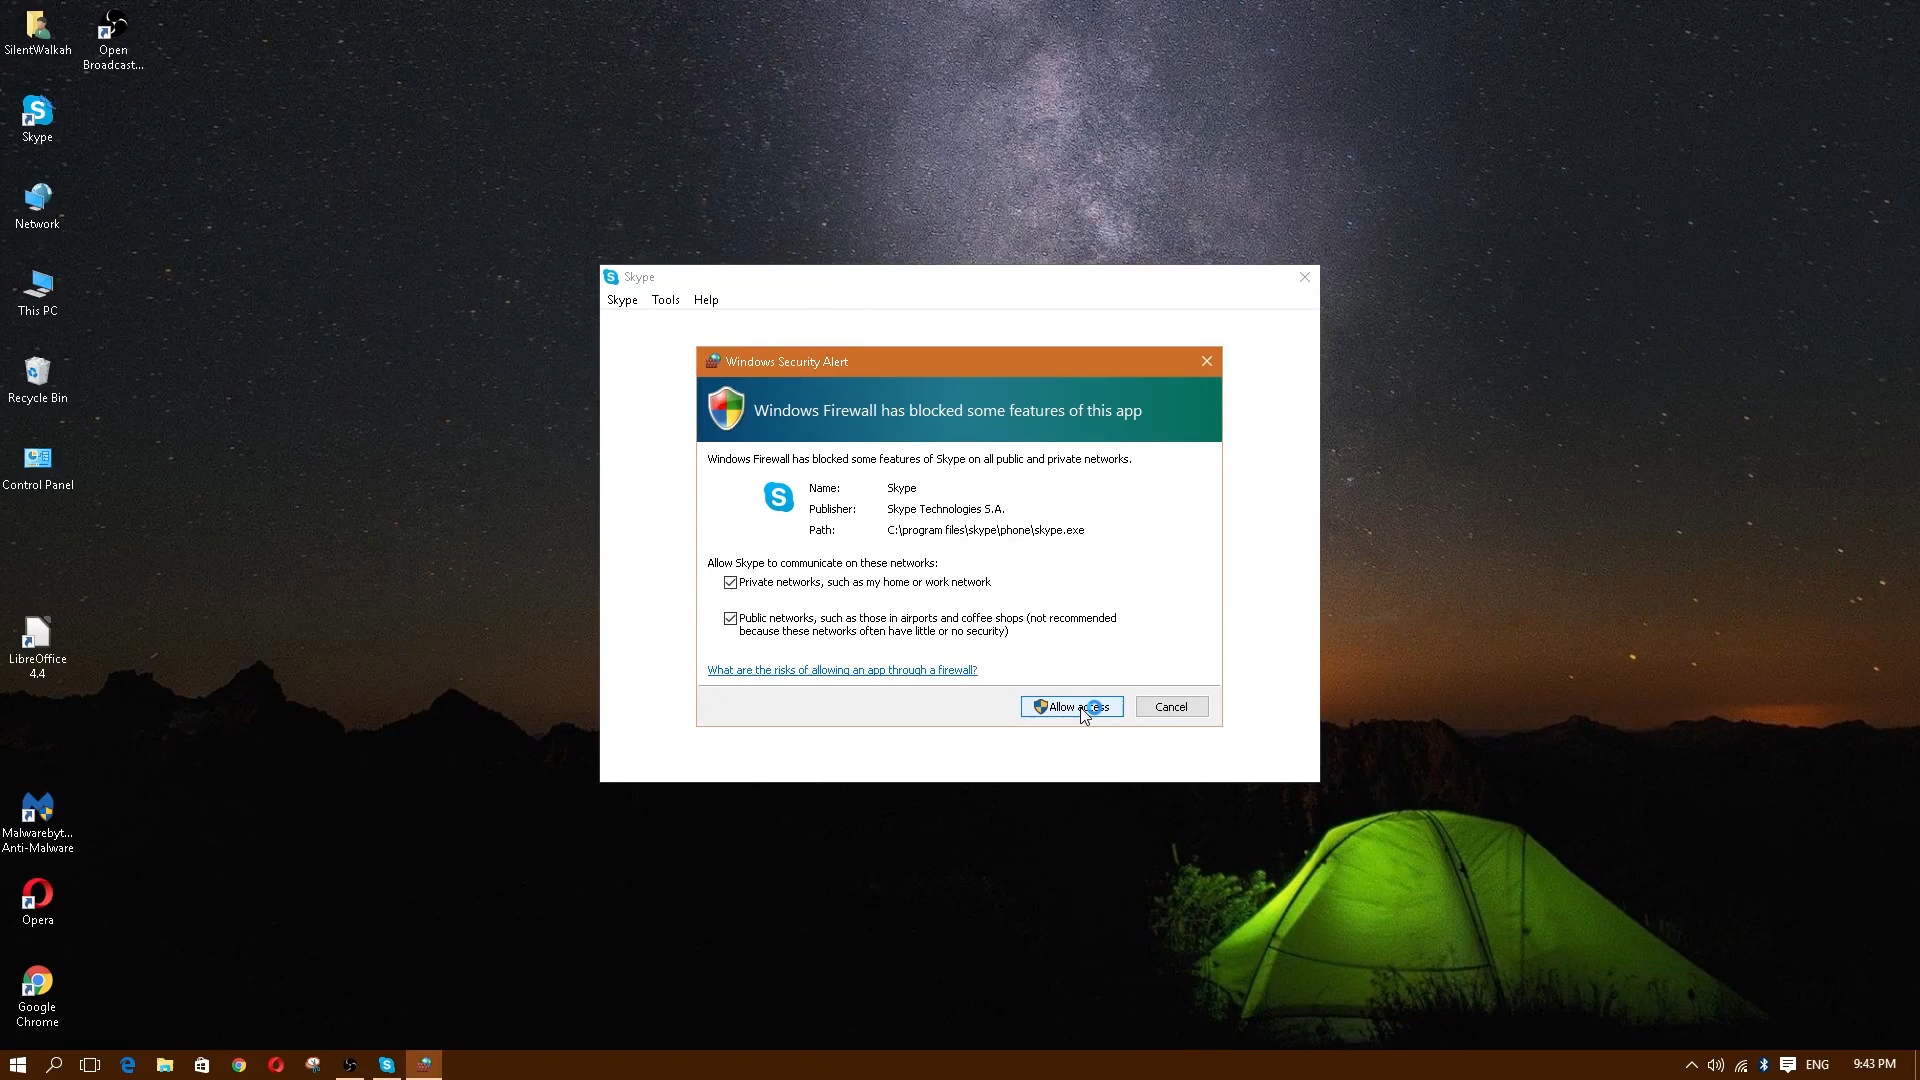 SilentWalkah
Open
Broadcast...
Skype
Network
This PC
Recycle Bin
Control Panel
LibreOffice
4.4
Malwarebyt...
Anti-Malware
Opera
Google
Chrome
Skype
Skype Tools Help
Windows Security Alert
Windows Firewall has blocked some features of this app
Windows Firewall has blocked some features of Skype on all public and private networks.
Name: Skype
Publisher: Skype Technologies S.A.
Path: C:\program files\skype\phone\skype.exe
Allow Skype to communicate on these networks:
Private networks, such as my home or work network
Public networks, such as those in airports and coffee shops (not recommended
because these networks often have little or no security)
What are the risks of allowing an app through a firewall?
Allow access Cancel
ENG 9:43 PM